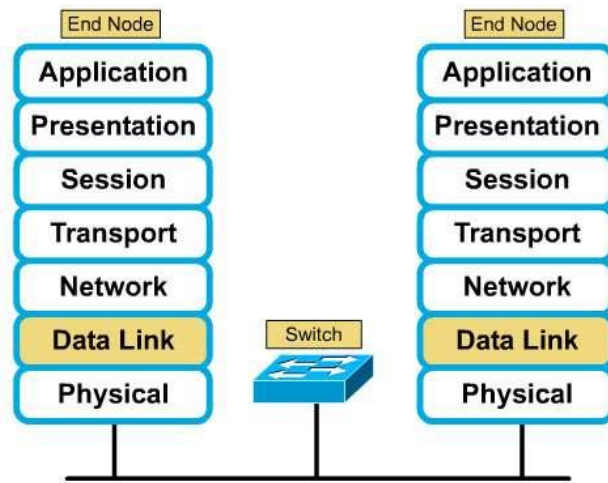 End Node
Application
Presentation
Session
Transport
Network
Data Link
Physical
Switch
End Node
Application
Presentation
Session
Transport
Network
Data Link
Physical